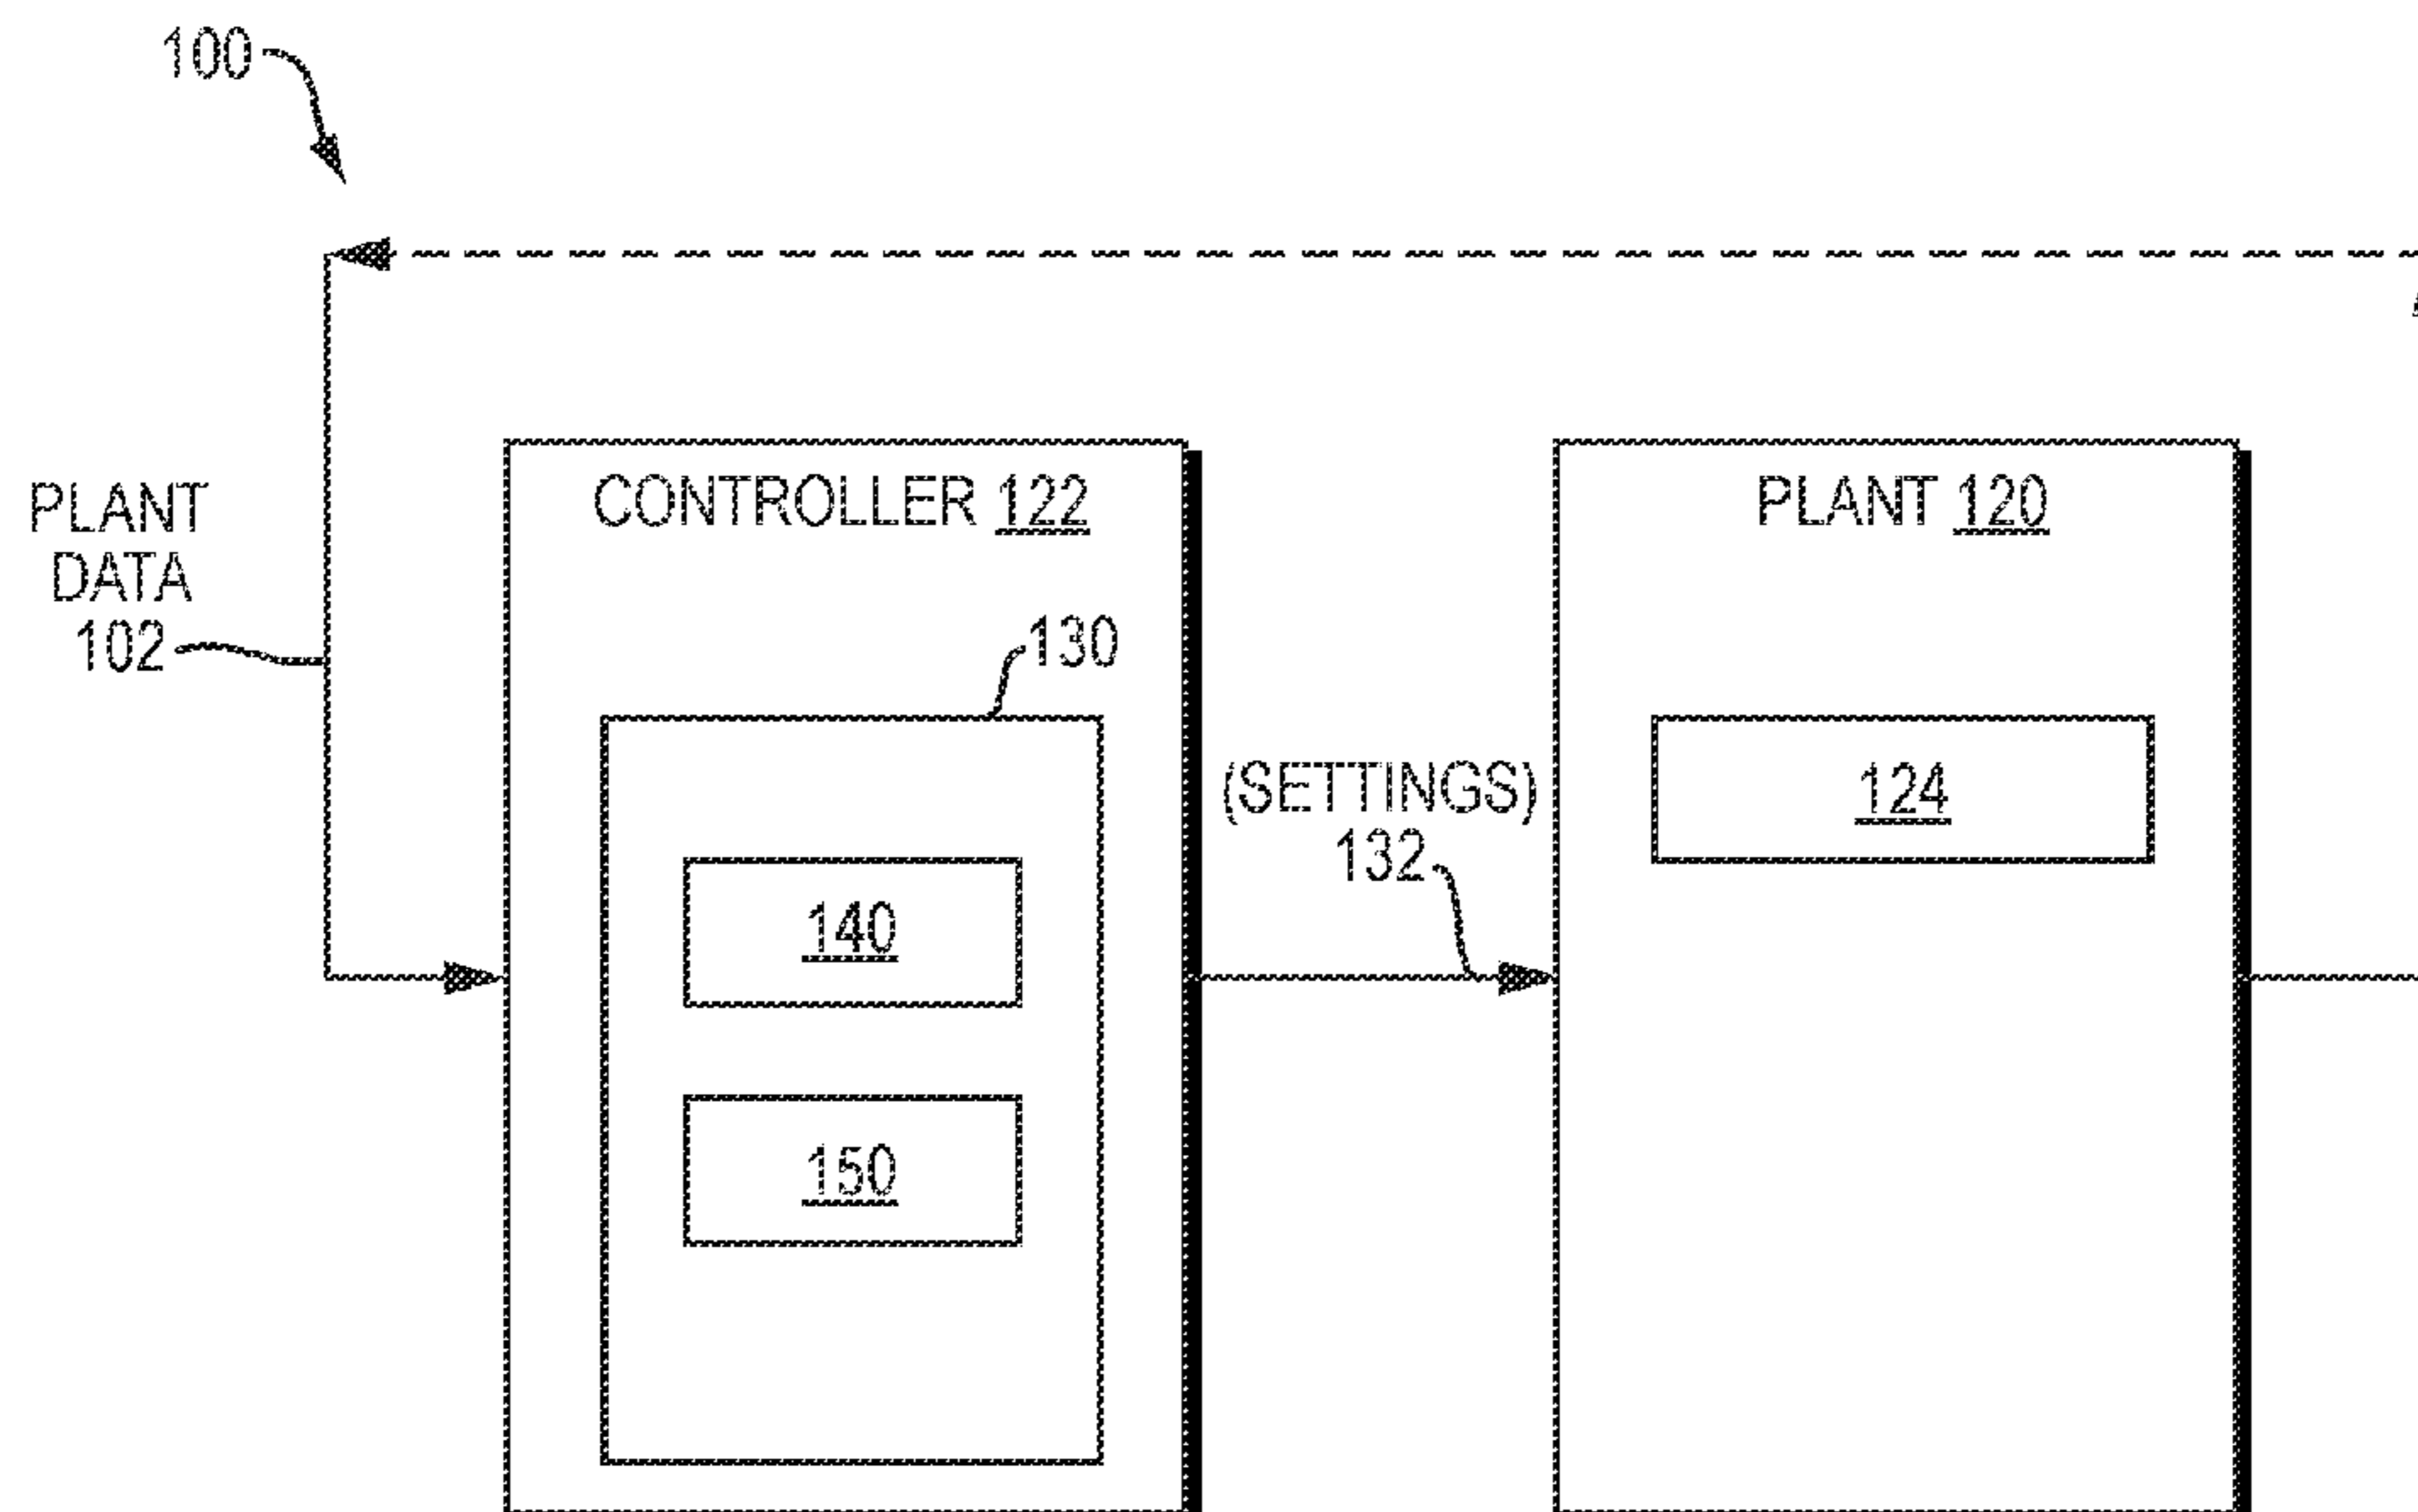 100
CONTROLLER 122
PLANT 120
PLANT
DATA
102
130
(SETTINGS)
132
124
140
150